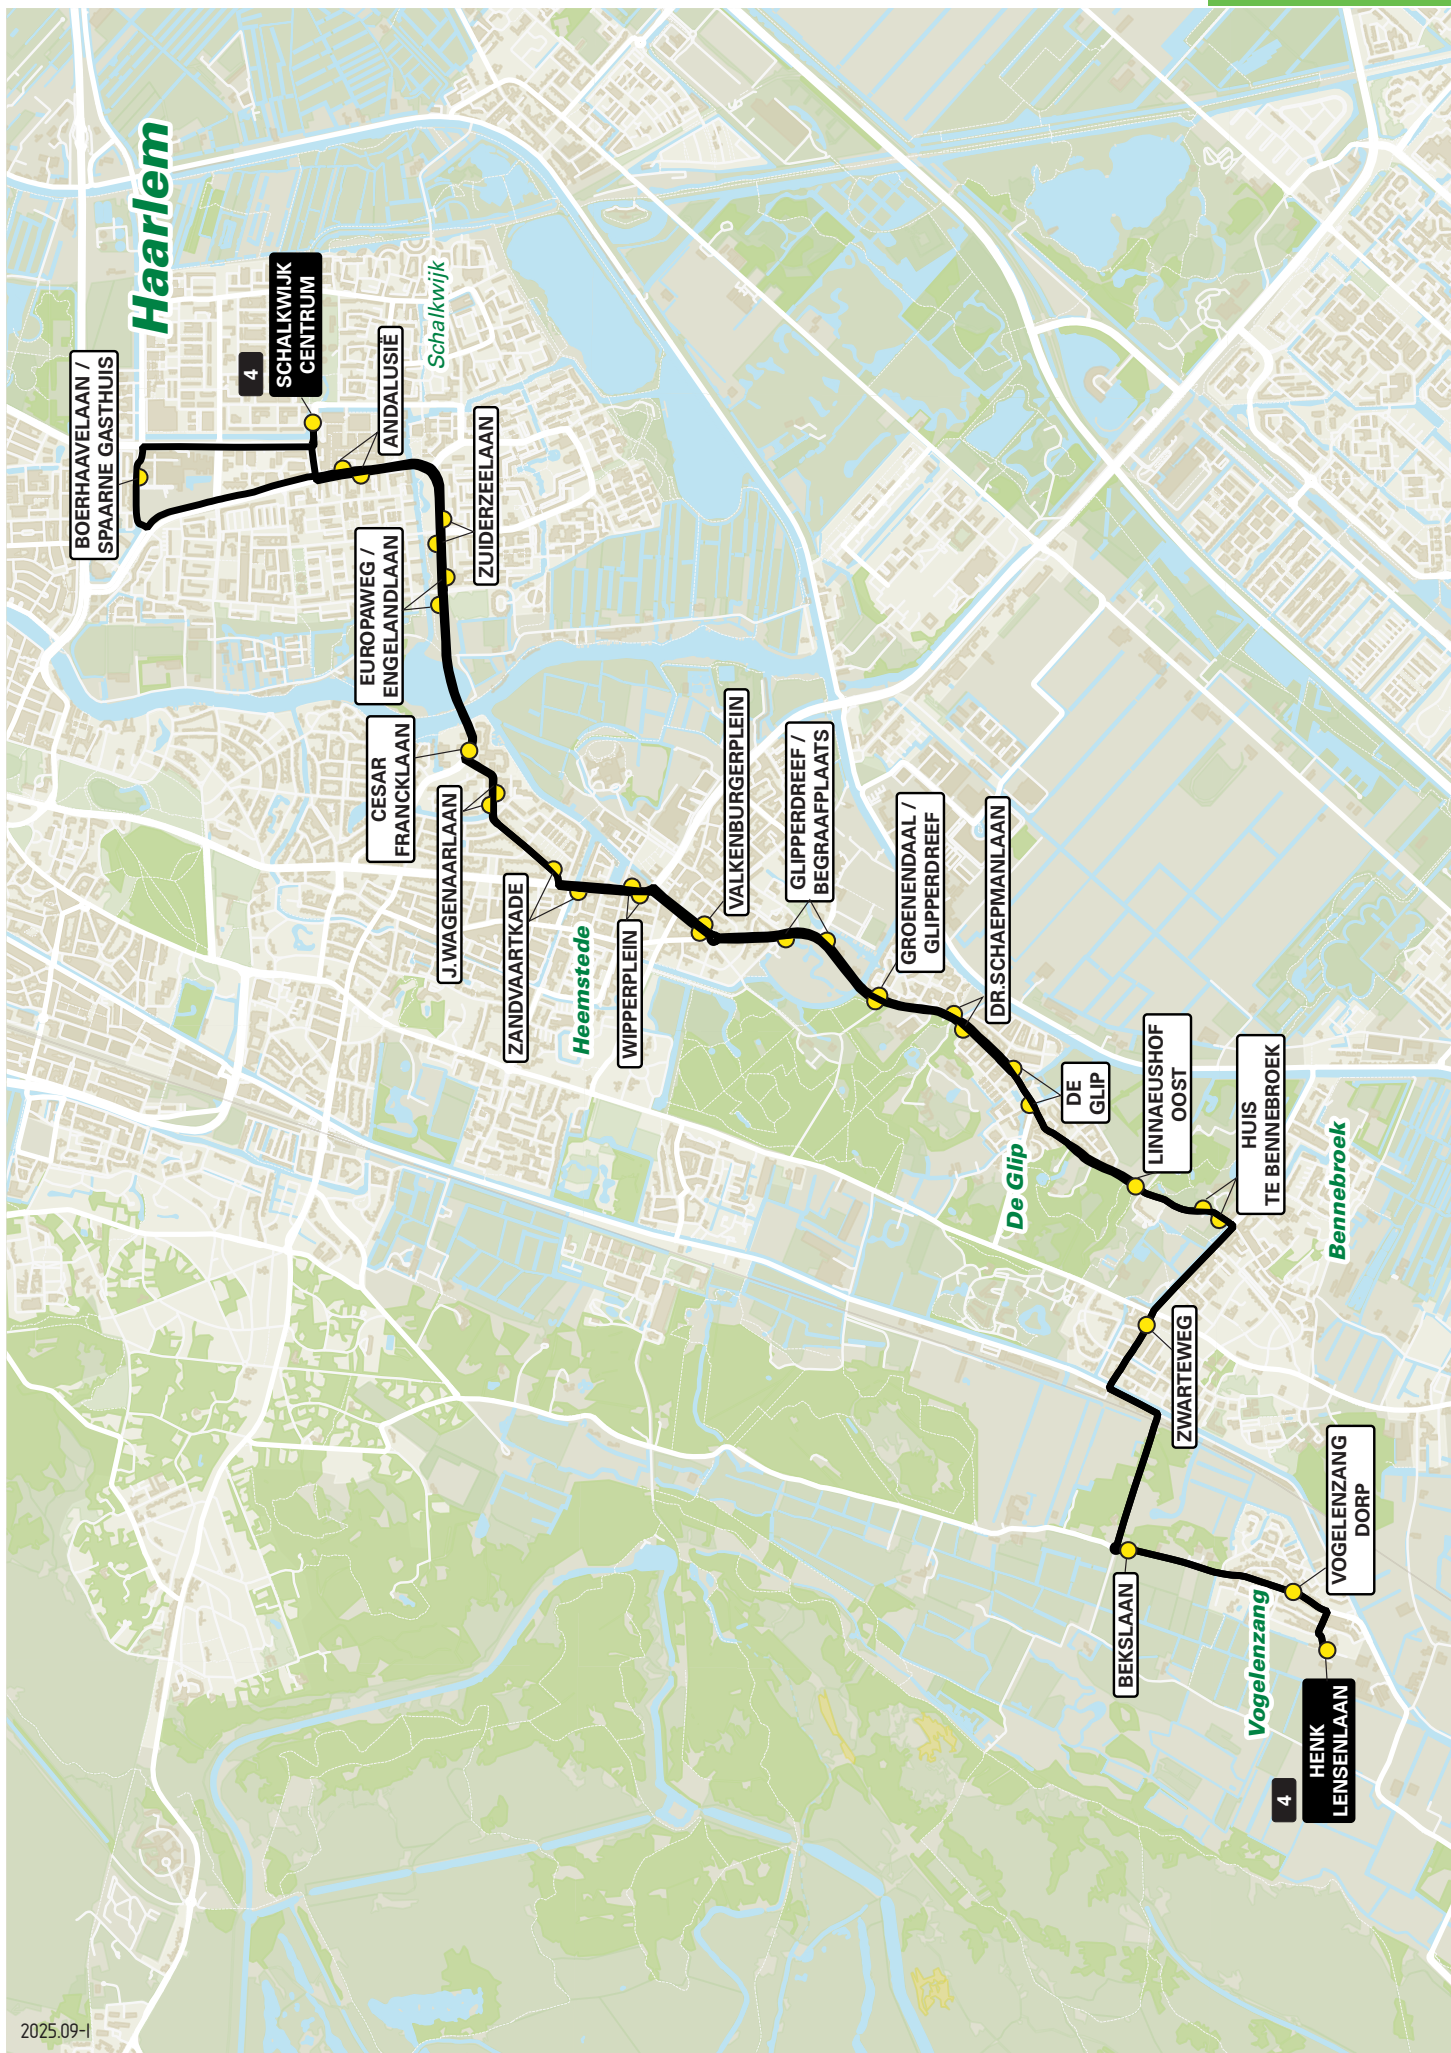 Haarlem
BOERHAAVELAAN /
SPAARNE GASTHUIS
4
SCHALKWIJK
CENTRUM
ANDALUSIË
Schalkwijk
ZUIDERZEELAAN
EUROPAWEG /
ENGELANDLAAN
CESAR
FRANCKLAAN
J.WAGENAARLAAN
ZANDVAARTKADE
Heemstede
WIPPERPLEIN
VALKENBURGERPLEIN
GLIPPERDREEF /
BEGRAAFPLAATS
GROENENDAAL /
GLIPPERDREEF
DR.SCHAEPMANLAAN
DE
GLIP
De Glip
LINNAEUSHOF
OOST
HUIS
TE BENNEBROEK
Bennebroek
ZWARTEWEG
BEKSLAAN
VOGELENZANG
DORP
Vogelenzang
4
HENK
LENSENLAAN
2025.09-I